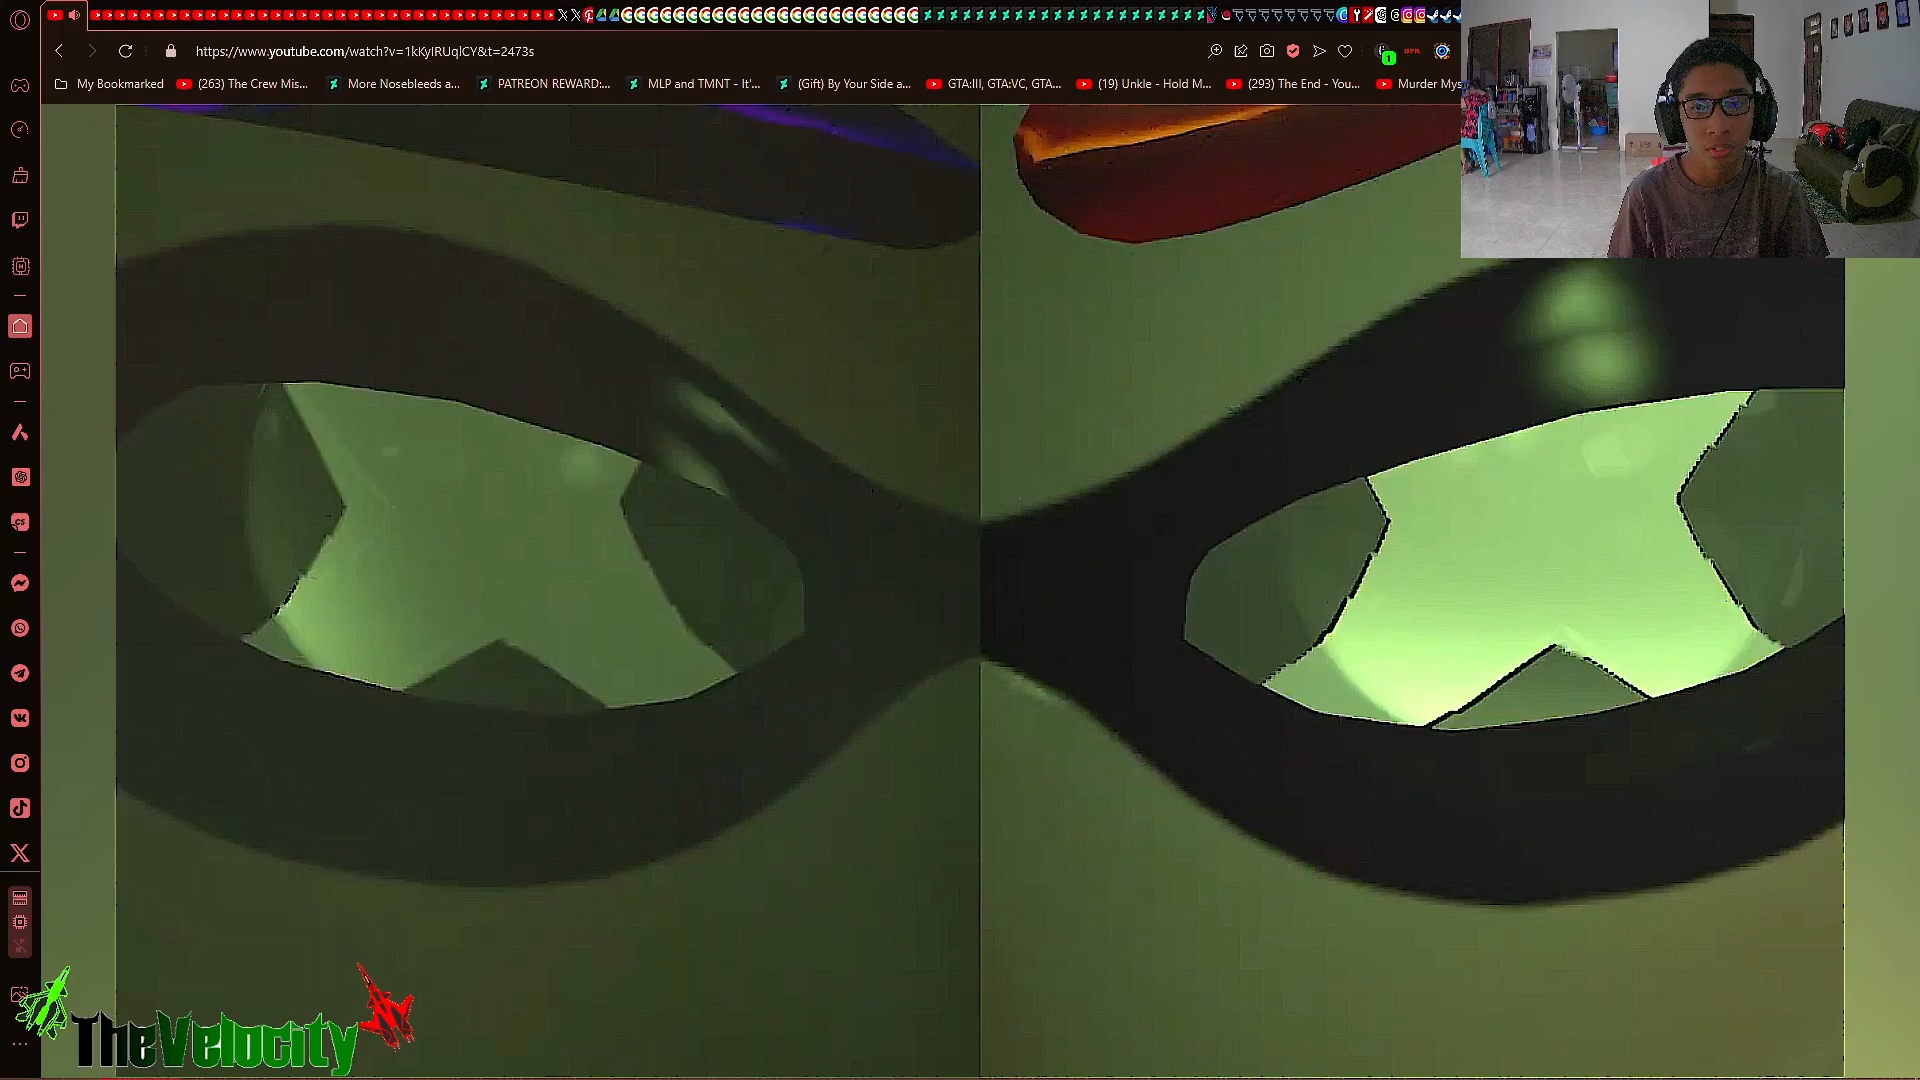 https://www.youtube.com/watch?v=1kKyIRUqlCY&t=2473s
1
My Bookmarked
(263) The Crew Mis...
More Nosebleeds a...
PATREON REWARD:...
MLP and TMNT - It'...
(Gift) By Your Side a...
GTA:III, GTA:VC, GTA...
(19) Unkle - Hold M...
(293) The End - You...
Murder Mys
TheVelocity